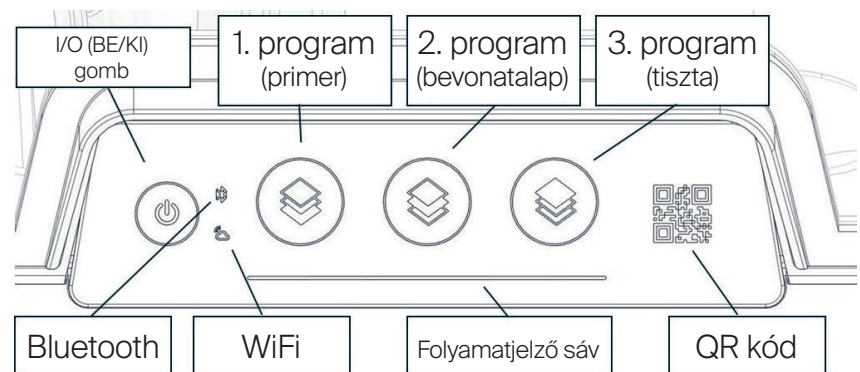 I/O (BE/KI)
gomb
1. program
(primer)
2. program
(bevonatalap)
3. program
(tiszta)
Bluetooth
WiFi
Folyamatjelző sáv
QR kód